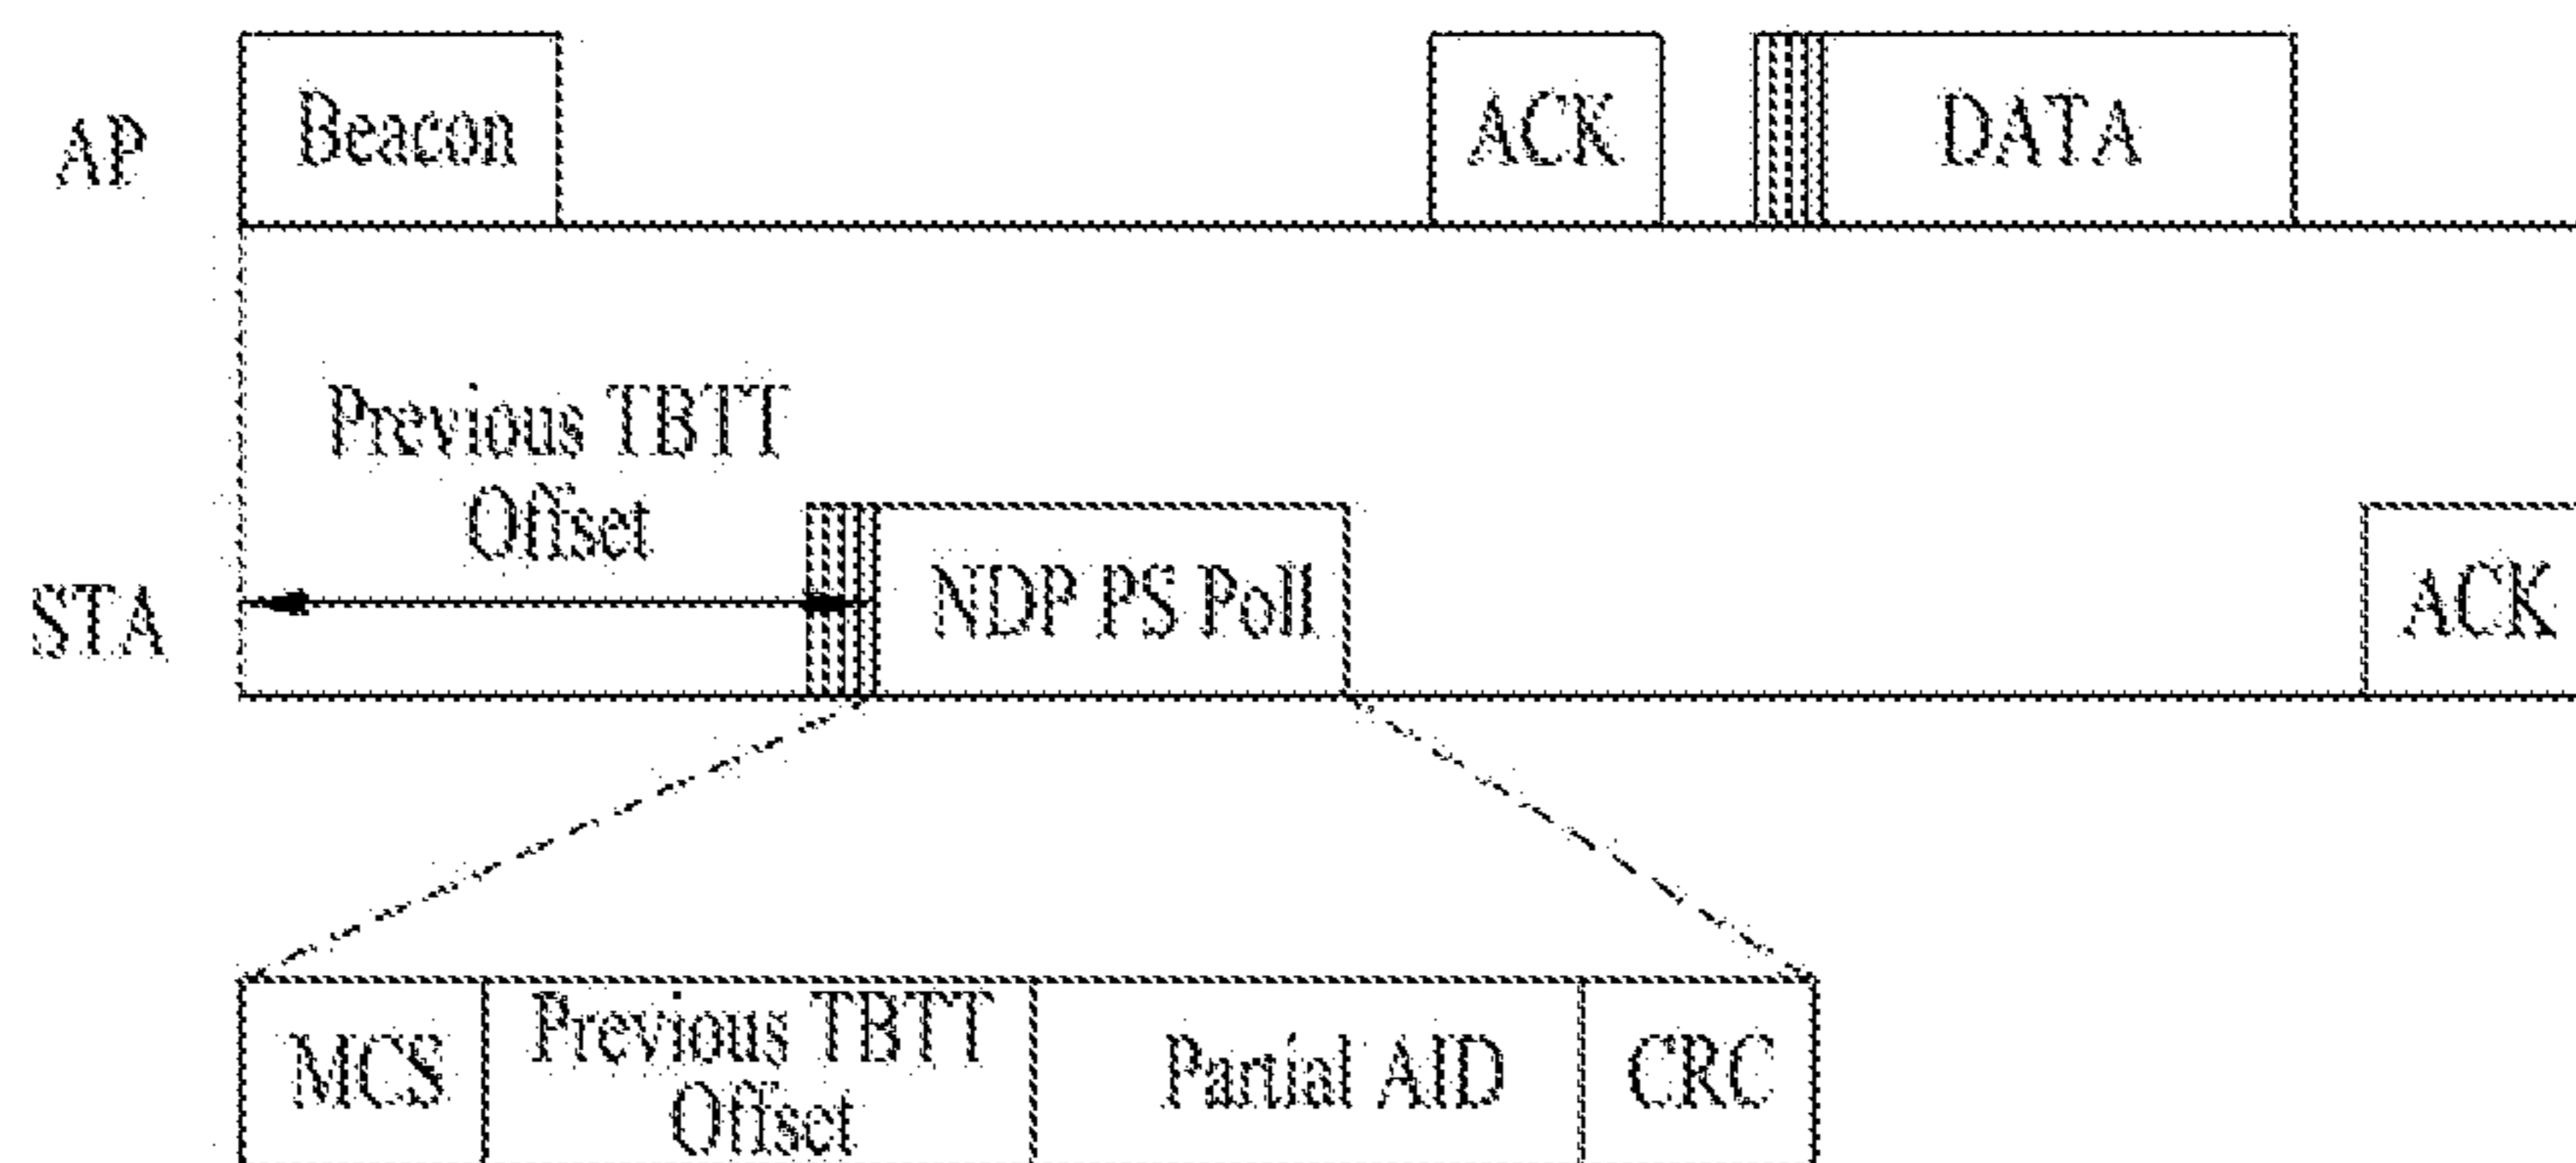 AP
Beacon
ACK
DATA
Previous TBTT
Offset
STA
NDP PS Poll
ACK
MCS
Previous TBTT
Offset
Partial AID
CRC